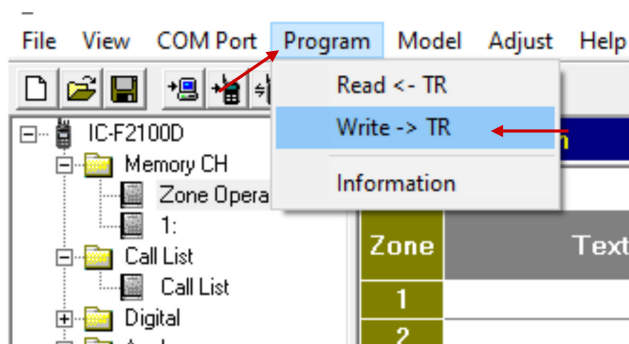 File View COM Port Program Model Adjust Help
Read <- TR
Write -> TR
Information
IC-F2100D
Memory CH
Zone Opera
1:
Call List
Call List
Digital
Zone Text
1
2